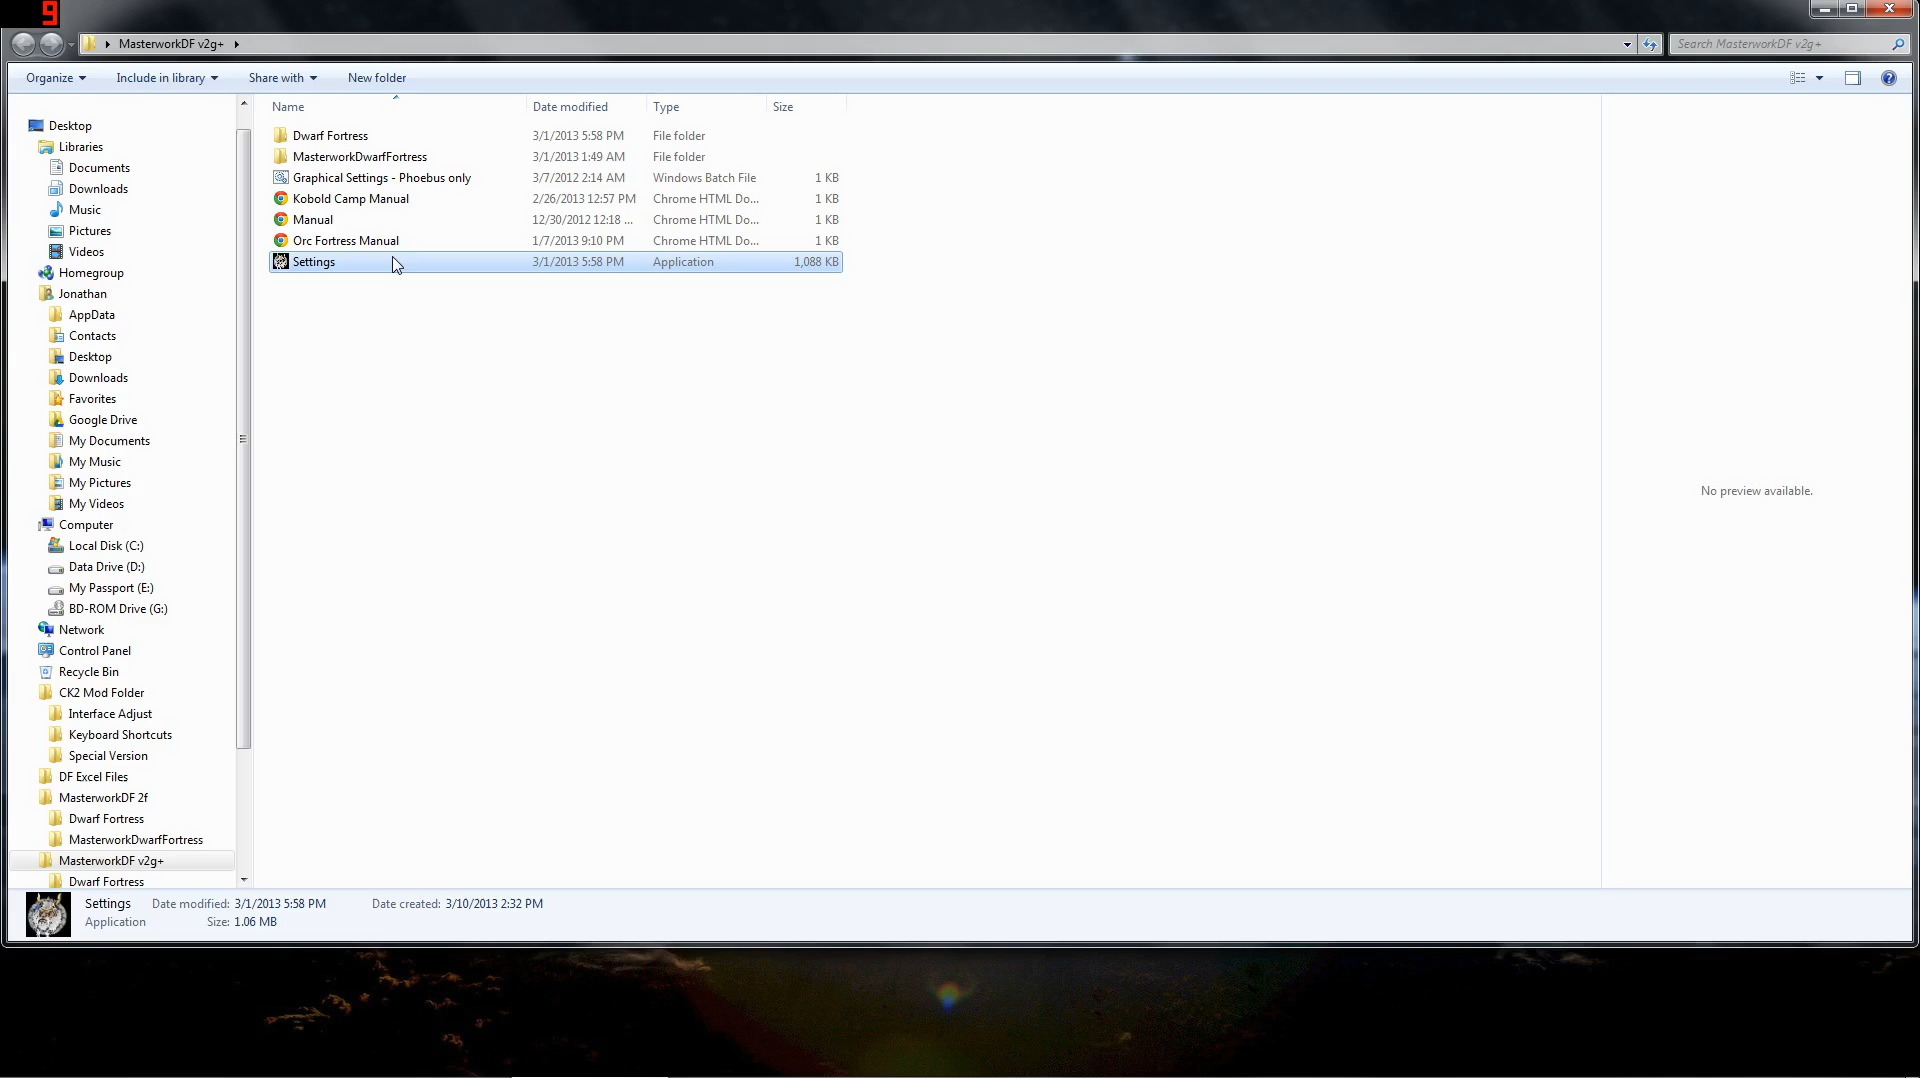 9
MasterworkDF v2g+
Search MasterworkDF v2g+
Organize
Include in library
Share with
New folder
Name
Date modified
Type
Size
Desktop
Libraries
Documents
Downloads
Music
Pictures
Videos
Homegroup
Jonathan
AppData
Contacts
Desktop
Downloads
Favorites
Google Drive
My Documents
My Music
My Pictures
My Videos
Computer
Local Disk (C:)
Data Drive (D:)
My Passport (E:)
BD-ROM Drive (G:)
Network
Control Panel
Recycle Bin
CK2 Mod Folder
Interface Adjust
Keyboard Shortcuts
Special Version
DF Excel Files
MasterworkDF 2f
Dwarf Fortress
MasterworkDwarfFortress
MasterworkDF v2g+
Dwarf Fortress
Dwarf Fortress 3/1/2013 5:58 PM File folder
MasterworkDwarfFortress 3/1/2013 1:49 AM File folder
Graphical Settings - Phoebus only 3/7/2012 2:14 AM Windows Batch File 1 KB
Kobold Camp Manual 2/26/2013 12:57 PM Chrome HTML Do... 1 KB
Manual 12/30/2012 12:18 ... Chrome HTML Do... 1 KB
Orc Fortress Manual 1/7/2013 9:10 PM Chrome HTML Do... 1 KB
Settings 3/1/2013 5:58 PM Application 1,088 KB
No preview available.
Settings Date modified: 3/1/2013 5:58 PM Date created: 3/10/2013 2:32 PM
Application Size: 1.06 MB